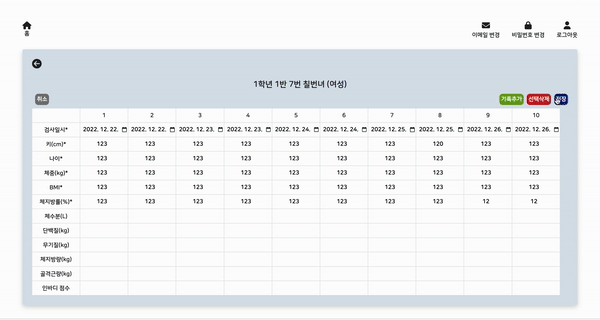 홈
이메일 변경 비밀번호 변경 로그아웃
1학년 1반 7번 칠번녀 (여성)
취소 기록추가 선택삭제 저장
1 2 3 4 5 6 7 8 9 10
검사일시* 2022. 12. 22. 2022. 12. 22. 2022. 12. 23. 2022. 12. 23. 2022. 12. 24. 2022. 12. 24. 2022. 12. 25. 2022. 12. 25. 2022. 12. 26. 2022. 12. 26.
키(cm)* 123 123 123 123 123 123 123 120 123 123
나이* 123 123 123 123 123 123 123 123 123 123
체중(kg)* 123 123 123 123 123 123 123 123 123 123
BMI* 123 123 123 123 123 123 123 123 123 123
체지방률(%)* 123 123 123 123 123 123 123 123 12 12
체수분(L)
단백질(kg)
무기질(kg)
체지방량(kg)
골격근량(kg)
인바디 점수